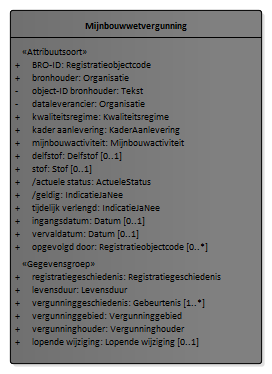 Mijnbouwwetvergunning
«Attribuutsoort»
+ BRO-ID: Registratieobjectcode
+ bronhouder: Organisatie
- object-ID bronhouder: Tekst
- dataleverancier: Organisatie
+ kwaliteitsregime: Kwaliteitsregime
+ kader aanlevering: KaderAanlevering
+ mijnbouwactiviteit: Mijnbouwactiviteit
+ delfstof: Delfstof [0..1]
+ stof: Stof [0..1]
+ /actuele status: ActueleStatus
+ /geldig: IndicatieJaNee
+ tijdelijk verlengd: IndicatieJaNee
+ ingangsdatum: Datum [0..1]
+ vervaldatum: Datum [0..1]
+ opgevolgd door: Registratieobjectcode [0..*]
«Gegevensgroep»
+ registratiegeschiedenis: Registratiegeschiedenis
+ levensduur: Levensduur
+ vergunninggeschiedenis: Gebeurtenis [1..*]
+ vergunninggebied: Vergunninggebied
+ vergunninghouder: Vergunninghouder
+ lopende wijziging: Lopende wijziging [0..1]